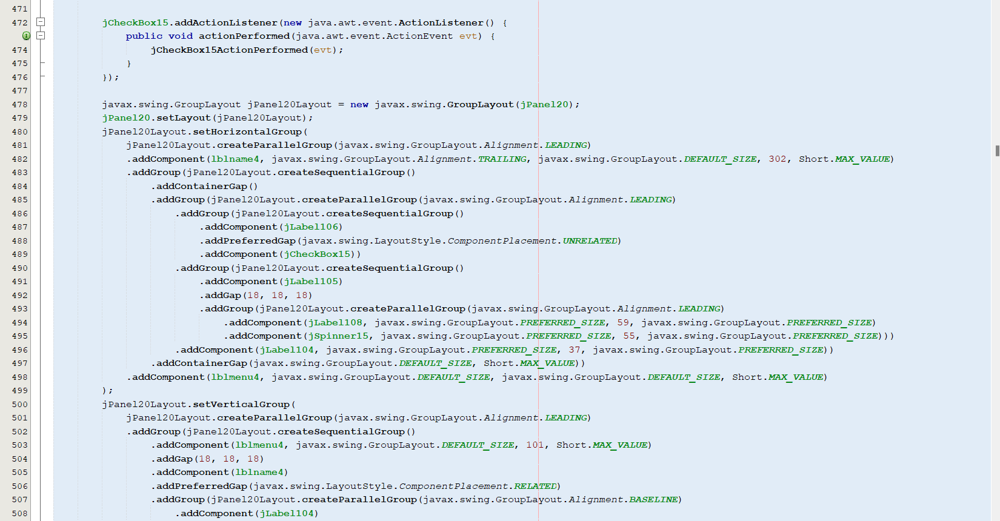 471
472 jCheckBox15.addActionListener(new java.awt.event.ActionListener() {
public void actionPerformed(java.awt.event.ActionEvent evt) {
474 jCheckBox15ActionPerformed(evt);
475 }
476 });
477
478 javax.swing.GroupLayout jPanel20Layout = new javax.swing.GroupLayout(jPanel20);
479 jPanel20.setLayout(jPanel20Layout);
480 jPanel20Layout.setHorizontalGroup(
481 jPanel20Layout.createParallelGroup(javax.swing.GroupLayout.Alignment.LEADING)
482 .addComponent(lblname4, javax.swing.GroupLayout.Alignment.TRAILING, javax.swing.GroupLayout.DEFAULT_SIZE, 302, Short.MAX_VALUE)
483 .addGroup(jPanel20Layout.createSequentialGroup()
484 .addContainerGap()
485 .addGroup(jPanel20Layout.createParallelGroup(javax.swing.GroupLayout.Alignment.LEADING)
486 .addGroup(jPanel20Layout.createSequentialGroup()
487 .addComponent(jLabel106)
488 .addPreferredGap(javax.swing.LayoutStyle.ComponentPlacement.UNRELATED)
489 .addComponent(jCheckBox15))
490 .addGroup(jPanel20Layout.createSequentialGroup()
491 .addComponent(jLabel105)
492 .addGap(18, 18, 18)
493 .addGroup(jPanel20Layout.createParallelGroup(javax.swing.GroupLayout.Alignment.LEADING)
494 .addComponent(jLabel108, javax.swing.GroupLayout.PREFERRED_SIZE, 59, javax.swing.GroupLayout.PREFERRED_SIZE)
495 .addComponent(jSpinner15, javax.swing.GroupLayout.PREFERRED_SIZE, 55, javax.swing.GroupLayout.PREFERRED_SIZE)))
496 .addComponent(jLabel104, javax.swing.GroupLayout.PREFERRED_SIZE, 37, javax.swing.GroupLayout.PREFERRED_SIZE))
497 .addContainerGap(javax.swing.GroupLayout.DEFAULT_SIZE, Short.MAX_VALUE))
498 .addComponent(lblmenu4, javax.swing.GroupLayout.DEFAULT_SIZE, javax.swing.GroupLayout.DEFAULT_SIZE, Short.MAX_VALUE)
499 );
500 jPanel20Layout.setVerticalGroup(
501 jPanel20Layout.createParallelGroup(javax.swing.GroupLayout.Alignment.LEADING)
502 .addGroup(jPanel20Layout.createSequentialGroup()
503 .addComponent(lblmenu4, javax.swing.GroupLayout.DEFAULT_SIZE, 101, Short.MAX_VALUE)
504 .addGap(18, 18, 18)
505 .addComponent(lblname4)
506 .addPreferredGap(javax.swing.LayoutStyle.ComponentPlacement.RELATED)
507 .addGroup(jPanel20Layout.createParallelGroup(javax.swing.GroupLayout.Alignment.BASELINE)
508 .addComponent(jLabel104)